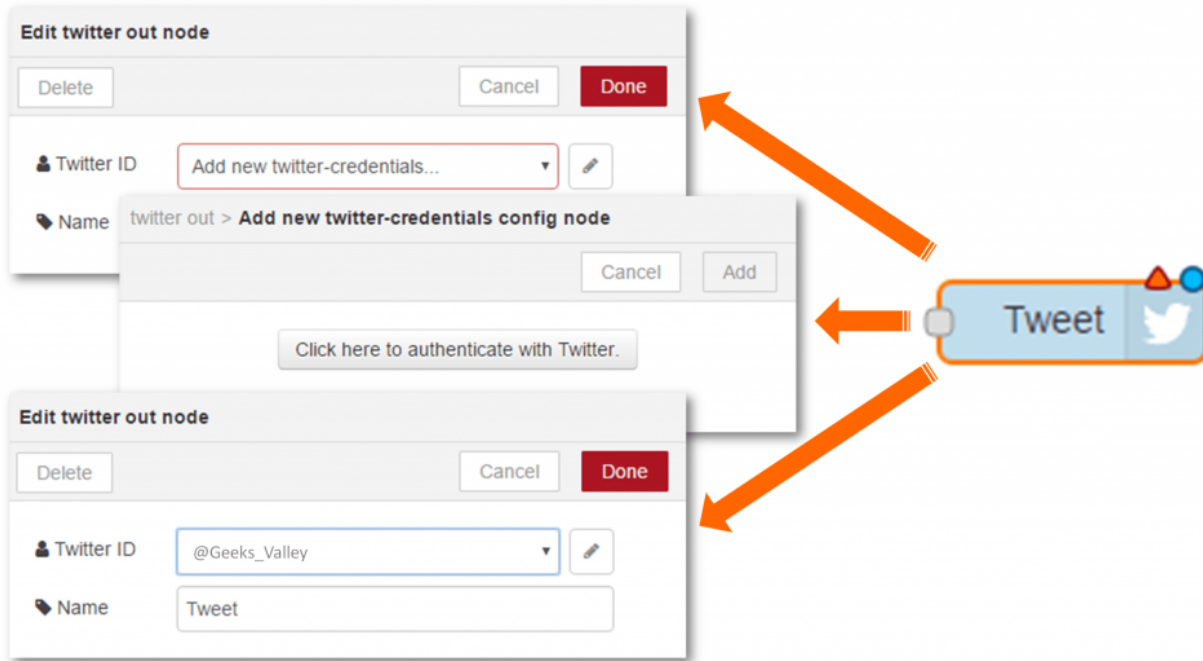 Edit twitter out node
Delete
Cancel
Done
Twitter ID
Add new twitter-credentials...
Name
twitter out > Add new twitter-credentials config node
Cancel
Add
Click here to authenticate with Twitter.
Edit twitter out node
Delete
Cancel
Done
Twitter ID
@Geeks_Valley
Name
Tweet
Tweet